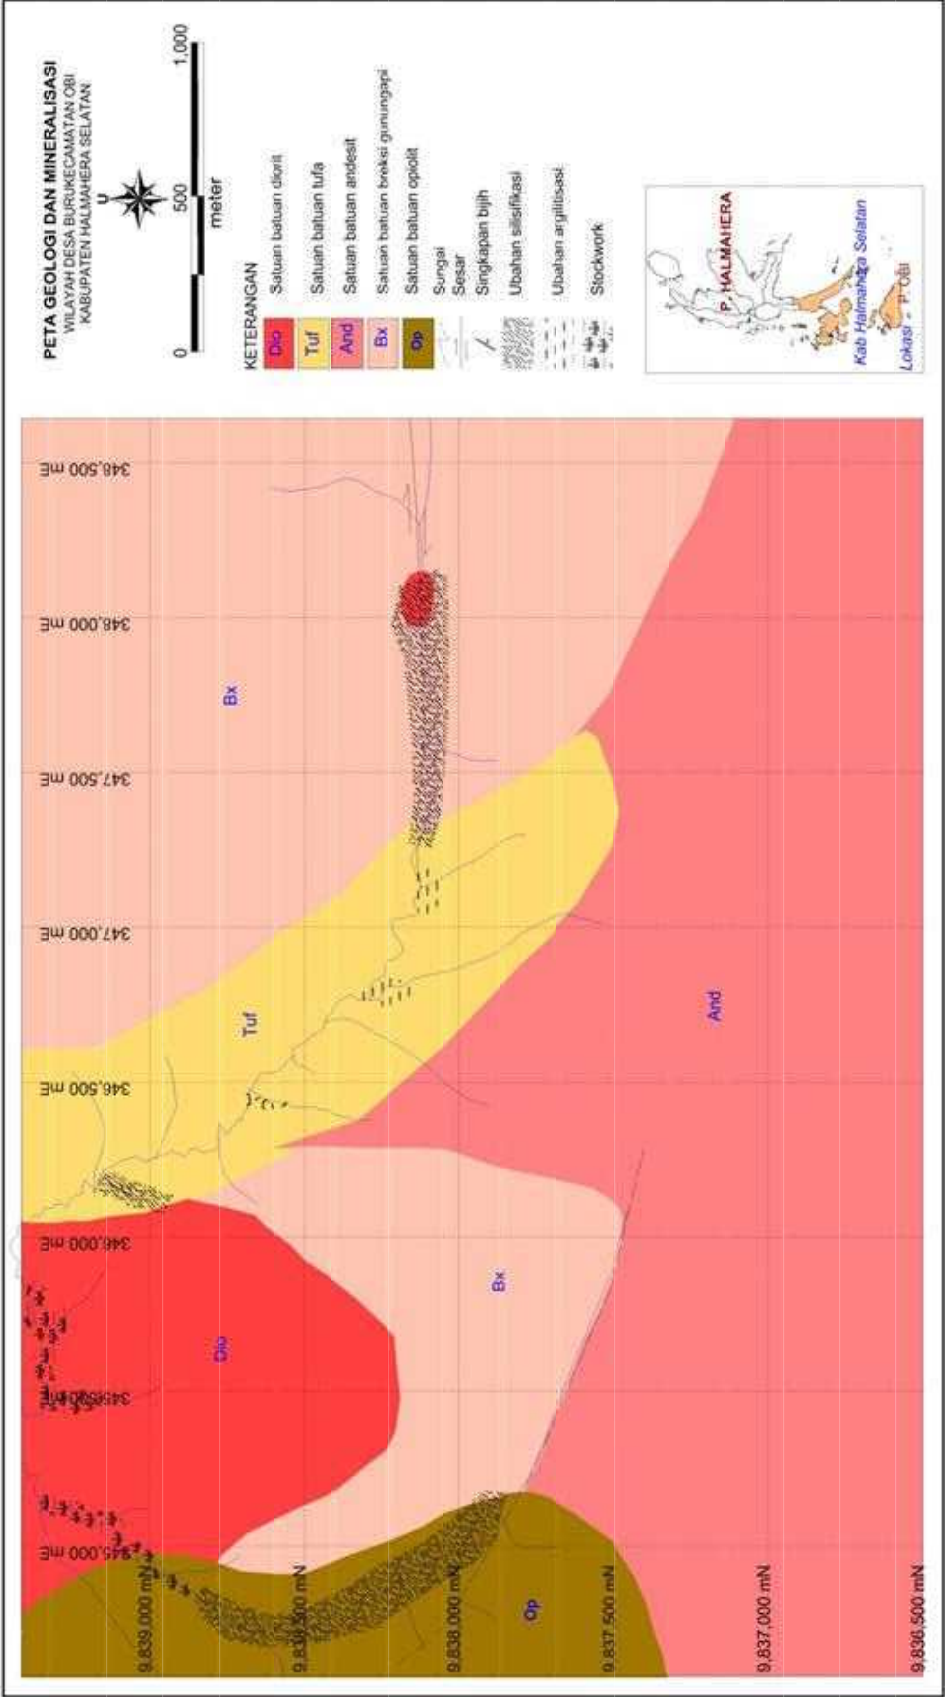 PETA GEOLOGI DAN MINERALISASI
WILAYAH DESA BURUKECAMATAN OBI
KABUPATEN HALMAHERA SELATAN
U
0 500 1,000
meter
KETERANGAN
Dio Satuan batuan diorit
Tuf Satuan batuan tufa
And Satuan batuan andesit
Bx Satuan batuan breksi gunungapi
Op Satuan batuan opiolit
Sungai
Sesar
Singkapan bijih
Ubahan silisifikasi
Ubahan argilitisasi
Stockwork
P. HALMAHERA
Kab Halmahera Selatan
Lokasi
P. OBI
345,000 mE
346,000 mE
346,500 mE
347,000 mE
347,500 mE
348,000 mE
348,500 mE
9,839,000 mN
9,838,500 mN
9,838,000 mN
9,837,500 mN
9,837,000 mN
9,836,500 mN
Dio
Bx
Tuf
Bx
And
Op